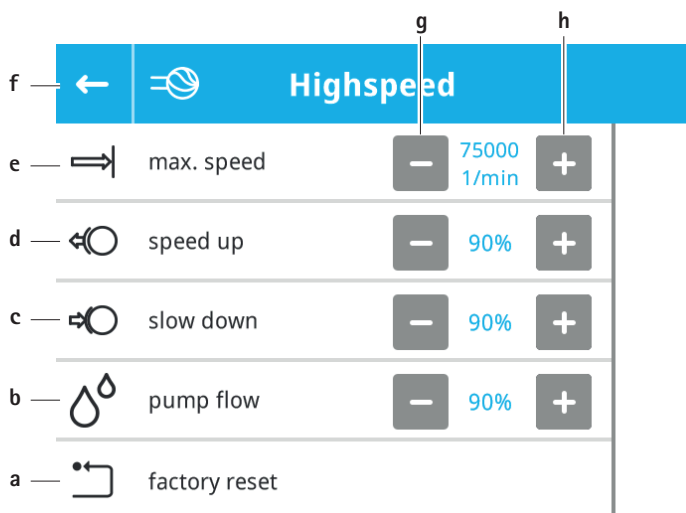 g h
f Highspeed
e max. speed 75000
1/min
d speed up 90%
c slow down 90%
b pump flow 90%
a factory reset